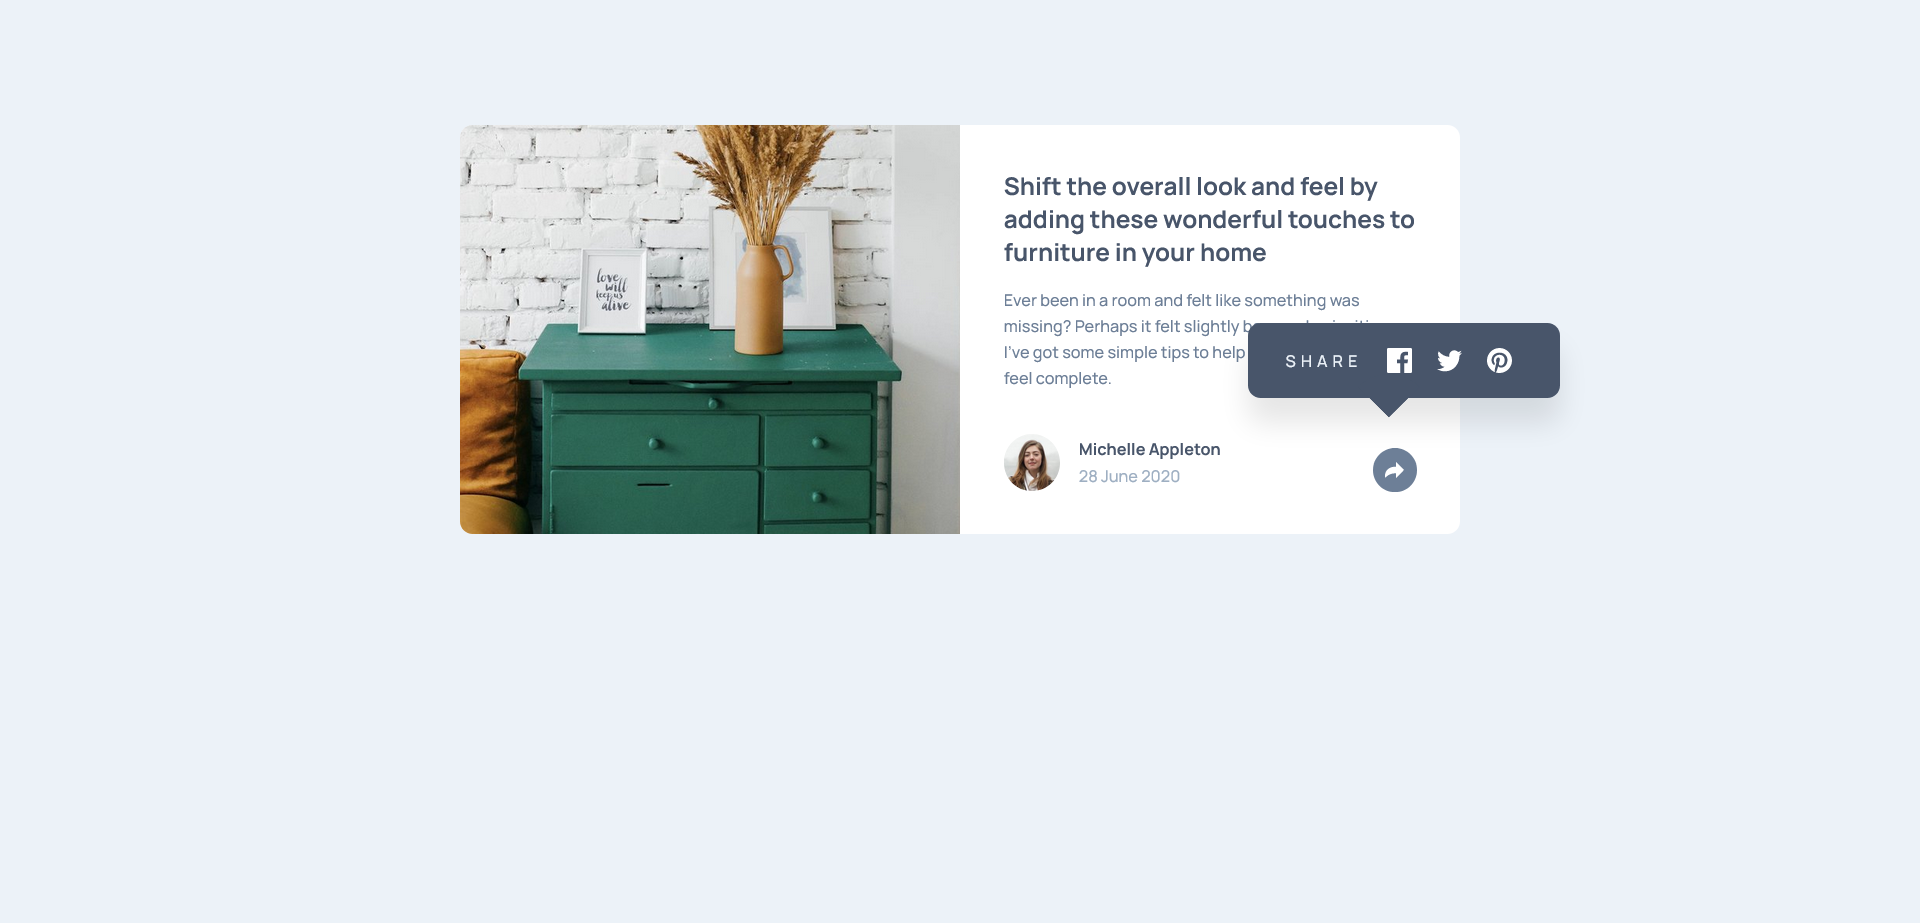 Shift the overall look and feel by
adding these wonderful touches to
furniture in your home
Ever been in a room and felt like something was
missing? Perhaps it felt slightly
I've got some simple tips to help
feel complete.
SHARE
Michelle Appleton
28 June 2020
love
will
keep us
alive